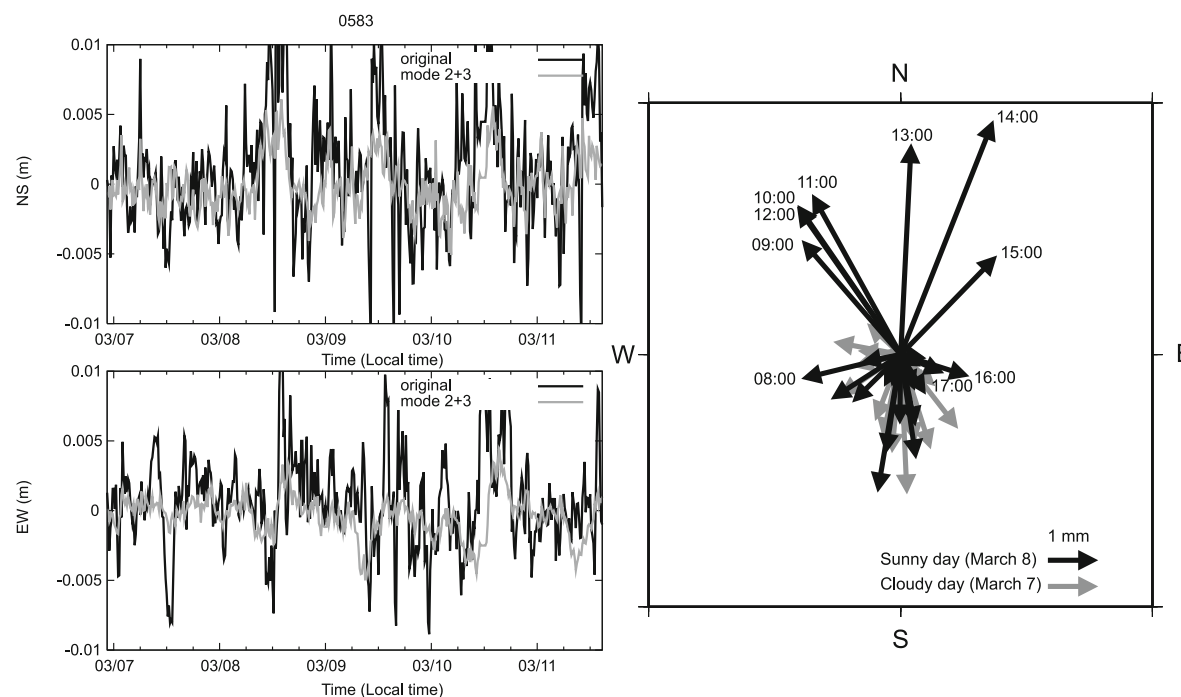 0583
0.01
original
mode 2+3
0.005
NS (m)
0
-0.005
-0.01
03/07 03/08 03/09 03/10 03/11
Time (Local time)
0.01
original
mode 2+3
0.005
EW (m)
0
-0.005
-0.01
03/07 03/08 03/09 03/10 03/11
Time (Local time)
N
14:00
13:00
11:00
10:00
12:00
09:00
15:00
W
08:00
16:00
17:00
1 mm
Sunny day (March 8)
Cloudy day (March 7)
S